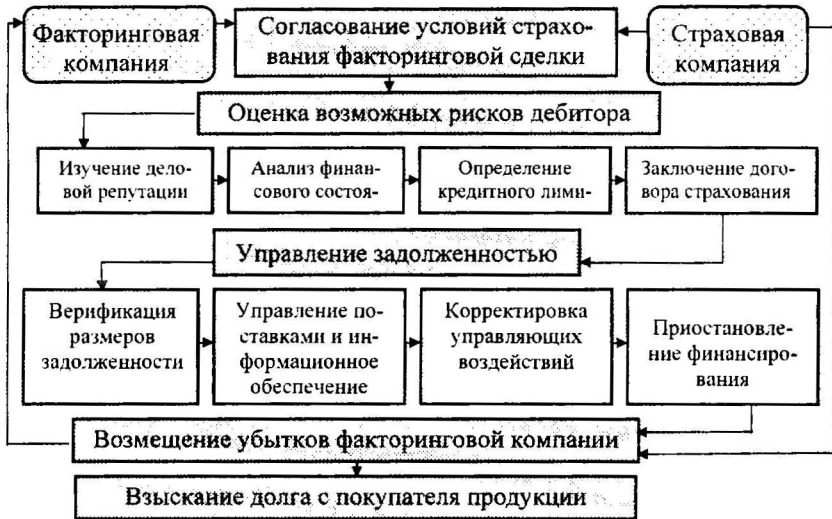 Факторинговая
компания
Согласование условий страхо-
вания факторинговой сделки
Страховая
компания
Оценка возможных рисков дебитора
Изучение дело-
вой репутации
Анализ финан-
сового состоя-
Определение
кредитного лими-
Заключение дого-
вора страхования
Управление задолженностью
Верификация
размеров
задолженности
Управление по-
ставками и ин-
формационное
обеспечение
Корректировка
управляющих
воздействий
Приостановле-
ние финансиро-
вания
Возмещение убытков факторинговой компании
Взыскание долга с покупателя продукции